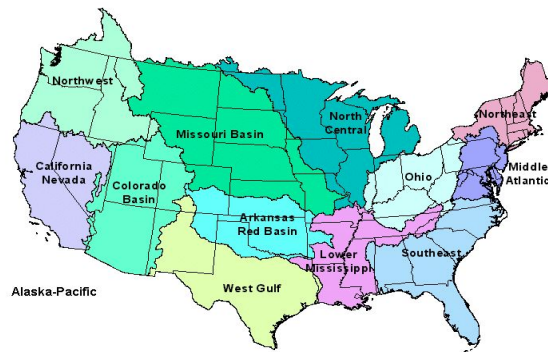 Northwest
Missouri Basin
North
Central
Northeast
California
Nevada
Colorado
Basin
Ohio
Middle
Atlantic
Arkansas
Red Basin
Lower
Mississippi
Southeast
West Gulf
Alaska-Pacific